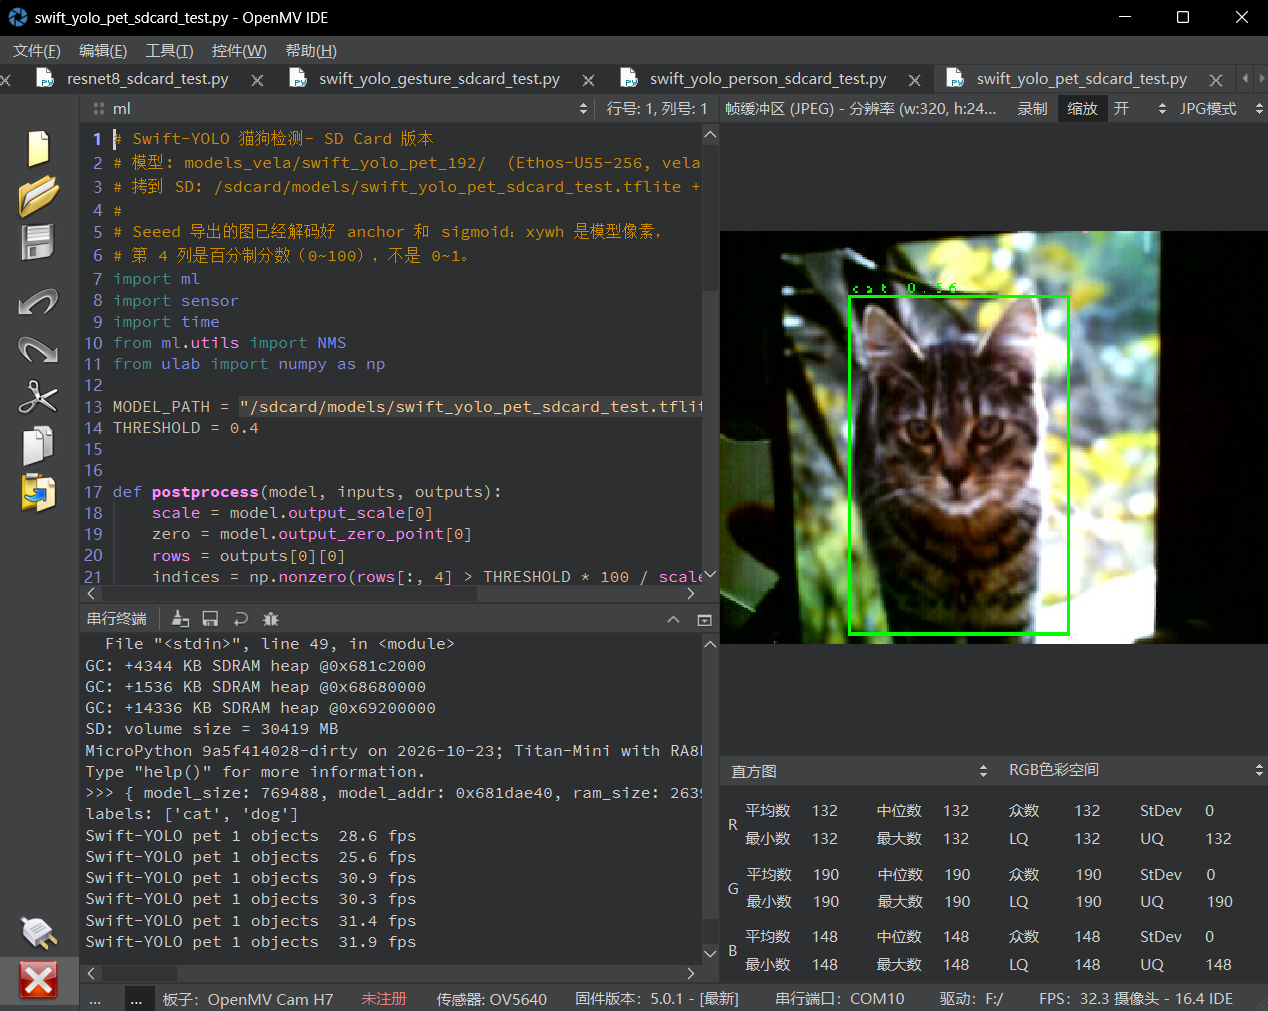 swift_yolo_pet_sdcard_test.py - OpenMV IDE
文件(F) 编辑(E) 工具(T) 控件(W) 帮助(H)
resnet8_sdcard_test.py swift_yolo_gesture_sdcard_test.py swift_yolo_person_sdcard_test.py swift_yolo_pet_sdcard_test.py
ml 行号: 1, 列号: 1 帧缓冲区 (JPEG) - 分辨率 (w:320, h:24... 录制 缩放 开 JPG模式
1 # Swift-YOLO 猫狗检测- SD Card 版本
2 # 模型: models_vela/swift_yolo_pet_192/ (Ethos-U55-256, vela
3 # 拷到 SD: /sdcard/models/swift_yolo_pet_sdcard_test.tflite +
4 #
5 # Seeed 导出的图已经解码好 anchor 和 sigmoid：xywh 是模型像素，
6 # 第 4 列是百分制分数（0~100），不是 0~1。
7 import ml
8 import sensor
9 import time
10 from ml.utils import NMS
11 from ulab import numpy as np
12
13 MODEL_PATH = "/sdcard/models/swift_yolo_pet_sdcard_test.tflit
14 THRESHOLD = 0.4
15
16
17 def postprocess(model, inputs, outputs):
18 scale = model.output_scale[0]
19 zero = model.output_zero_point[0]
20 rows = outputs[0][0]
21 indices = np.nonzero(rows[:, 4] > THRESHOLD * 100 / scale
cat 0.56
串行终端
File "<stdin>", line 49, in <module>
GC: +4344 KB SDRAM heap @0x681c2000
GC: +1536 KB SDRAM heap @0x68680000
GC: +14336 KB SDRAM heap @0x69200000
SD: volume size = 30419 MB
MicroPython 9a5f414028-dirty on 2026-10-23; Titan-Mini with RA8
Type "help()" for more information.
>>> { model_size: 769488, model_addr: 0x681dae40, ram_size: 2639
labels: ['cat', 'dog']
Swift-YOLO pet 1 objects 28.6 fps
Swift-YOLO pet 1 objects 25.6 fps
Swift-YOLO pet 1 objects 30.9 fps
Swift-YOLO pet 1 objects 30.3 fps
Swift-YOLO pet 1 objects 31.4 fps
Swift-YOLO pet 1 objects 31.9 fps
直方图 RGB色彩空间
R 平均数 132 中位数 132 众数 132 StDev 0
最小数 132 最大数 132 LQ 132 UQ 132
G 平均数 190 中位数 190 众数 190 StDev 0
最小数 190 最大数 190 LQ 190 UQ 190
B 平均数 148 中位数 148 众数 148 StDev 0
最小数 148 最大数 148 LQ 148 UQ 148
... ... 板子: OpenMV Cam H7 未注册 传感器: OV5640 固件版本: 5.0.1 - [最新] 串行端口: COM10 驱动: F:/ FPS: 32.3 摄像头 - 16.4 IDE